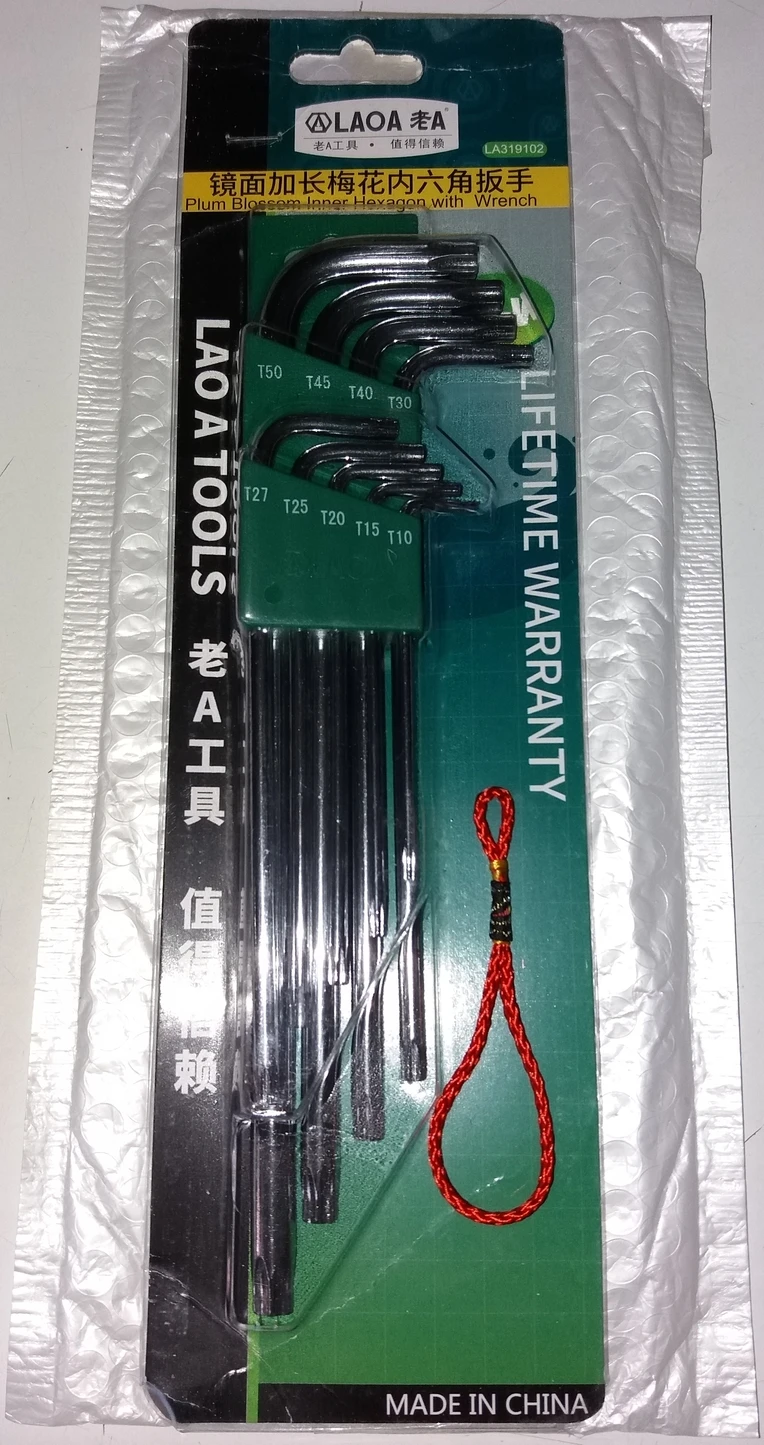 LAOA 老A
老A工具 · 值得信赖
LA319102
镜面加长梅花内六角扳手
Plum Blossom Inner Hexagon with Wrench
T50 T45 T40 T30
T27 T25 T20 T15 T10
LAO A TOOLS 老A工具 值得信赖
LIFETIME WARRANTY
MADE IN CHINA